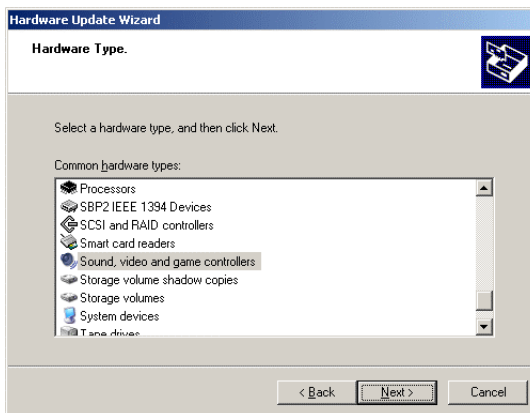 Hardware Update Wizard
Hardware Type.
Select a hardware type, and then click Next.
Common hardware types:
Processors
SBP2 IEEE 1394 Devices
SCSI and RAID controllers
Smart card readers
Sound, video and game controllers
Storage volume shadow copies
Storage volumes
System devices
Tape drives
< Back
Next >
Cancel